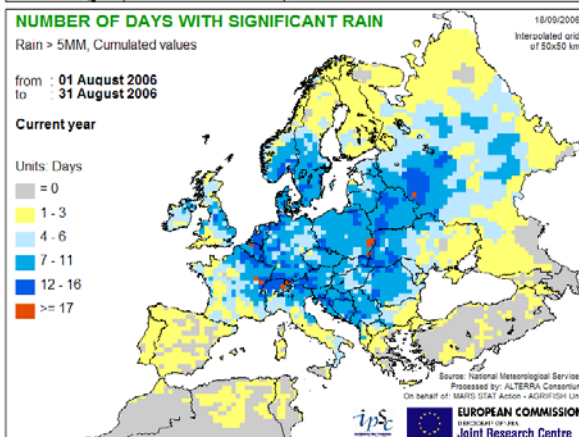 NUMBER OF DAYS WITH SIGNIFICANT RAIN
18/09/2006
Rain > 5MM, Cumulated values
Interpolated grid
of 50x50 km
from : 01 August 2006
to : 31 August 2006
Current year
Units: Days
= 0
1 - 3
4 - 6
7 - 11
12 - 16
>= 17
Source: National Meteorological Services
Processed by: ALTERRA Consortium
On behalf of: MARS STAT Action - AGRIFISH Unit
ipsc
EUROPEAN COMMISSION
Joint Research Centre